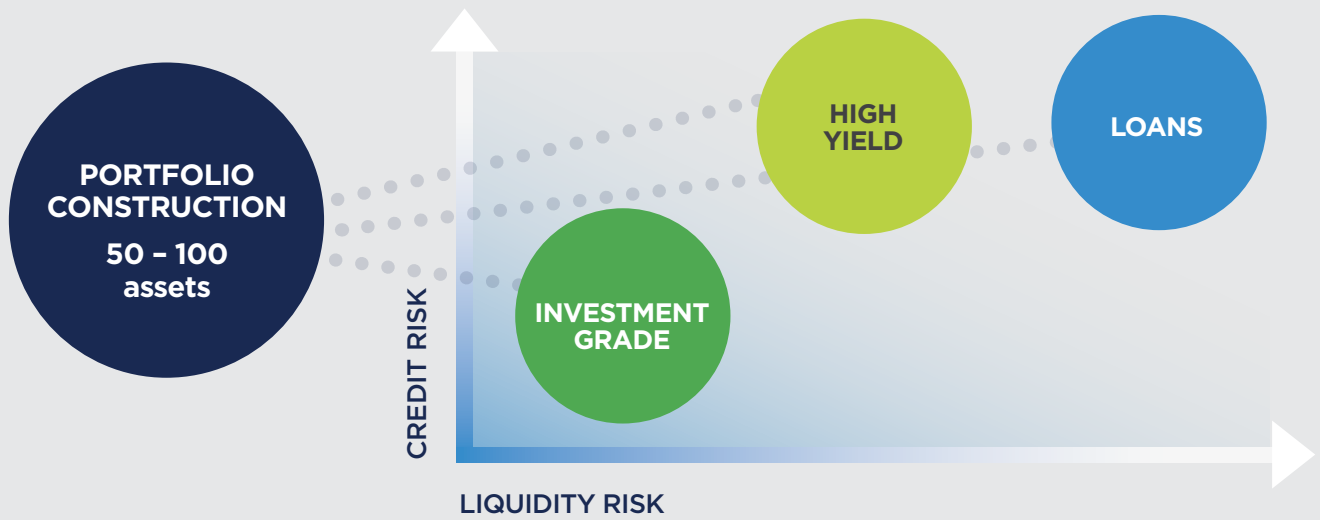 PORTFOLIO
CONSTRUCTION
50 – 100
assets
HIGH
YIELD
LOANS
INVESTMENT
GRADE
CREDIT RISK
LIQUIDITY RISK